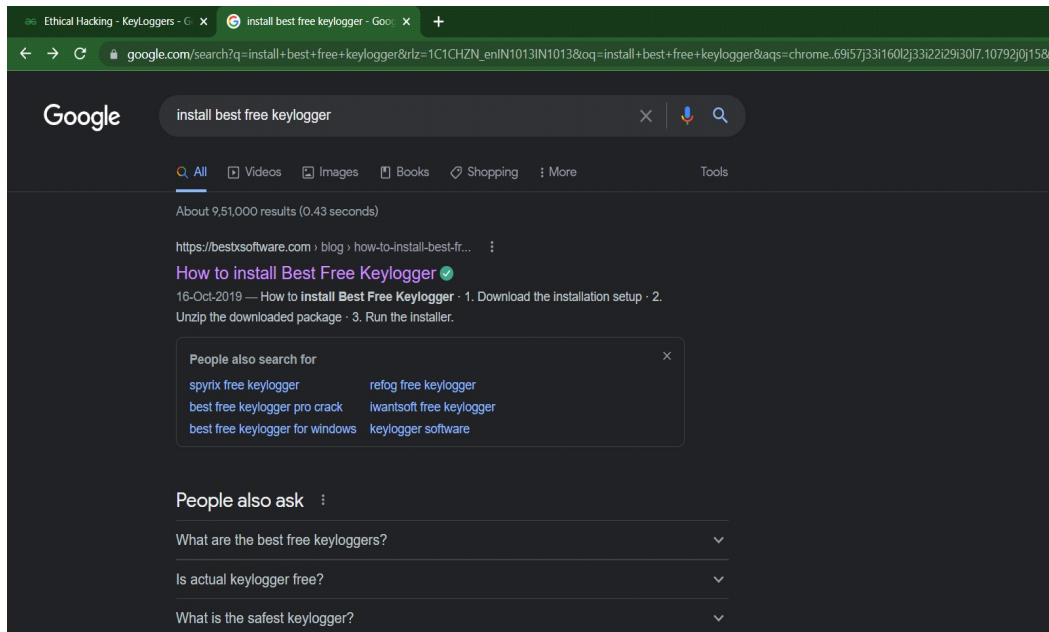 Ethical Hacking - KeyLoggers - G
install best free keylogger - Goog
google.com/search?q=install+best+free+keylogger&rlz=1C1CHZN_enIN1013IN1013&oq=install+best+free+keylogger&aqs=chrome..69i57j33i160l2j33i22i29i30l7.10792j0j15&
Google
install best free keylogger
All Videos Images Books Shopping More Tools
About 9,51,000 results (0.43 seconds)
https://bestxsoftware.com › blog › how-to-install-best-fr...
How to install Best Free Keylogger
16-Oct-2019 — How to install Best Free Keylogger · 1. Download the installation setup · 2.
Unzip the downloaded package · 3. Run the installer.
People also search for
spyrix free keylogger refog free keylogger
best free keylogger pro crack iwantsoft free keylogger
best free keylogger for windows keylogger software
People also ask
What are the best free keyloggers?
Is actual keylogger free?
What is the safest keylogger?